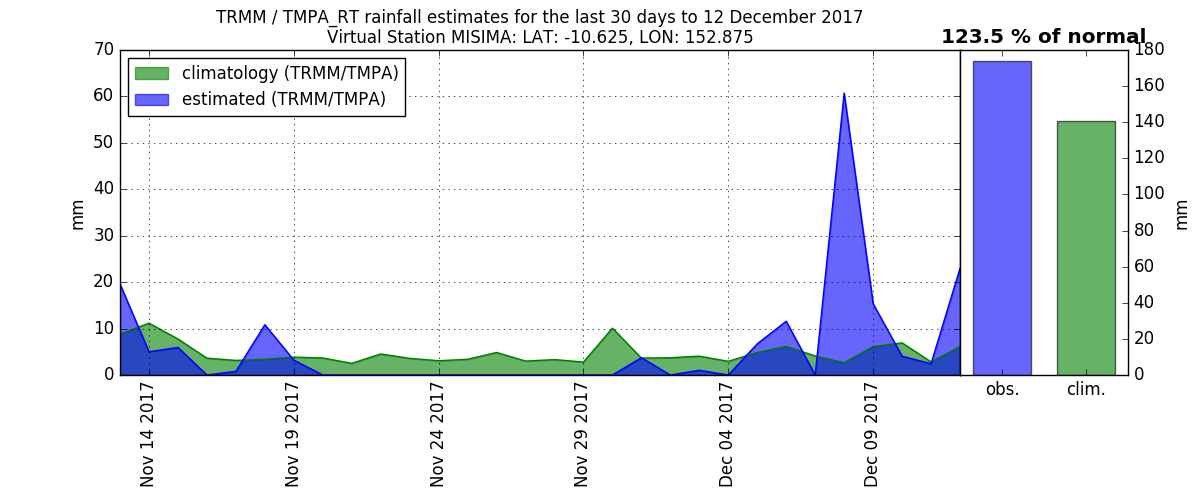 TRMM / TMPA_RT rainfall estimates for the last 30 days to 12 December 2017
Virtual Station MISIMA: LAT: -10.625, LON: 152.875
123.5 % of normal
climatology (TRMM/TMPA)
estimated (TRMM/TMPA)
70
60
50
40
30
20
10
0
mm
Nov 14 2017
Nov 19 2017
Nov 24 2017
Nov 29 2017
Dec 04 2017
Dec 09 2017
180
160
140
120
100
80
60
40
20
0
mm
obs.
clim.